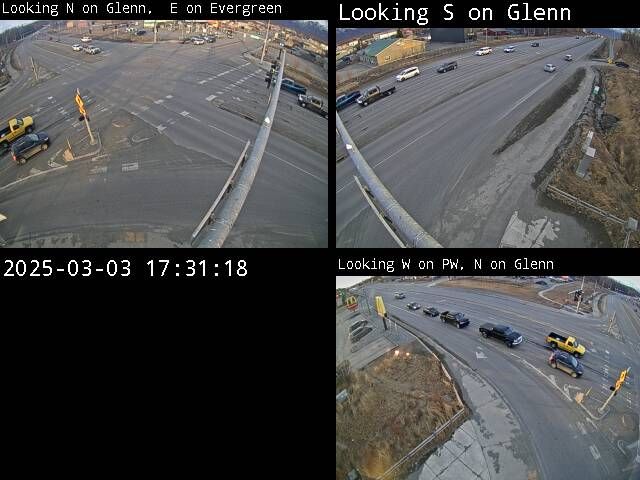 Looking N on Glenn, E on Evergreen
Looking S on Glenn
2025-03-03 17:31:18
Looking W on PW, N on Glenn